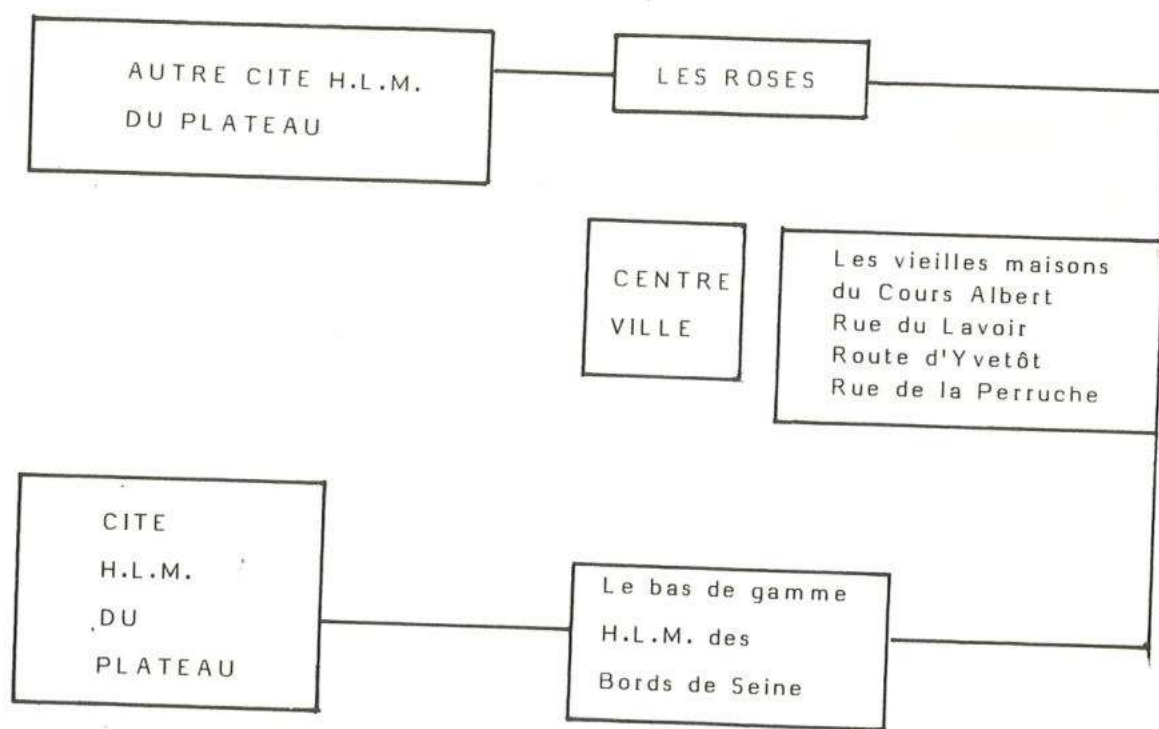 AUTRE CITE H.L.M.
DU PLATEAU
LES ROSES
CENTRE
VILLE
Les vieilles maisons
du Cours Albert
Rue du Lavoir
Route d'Yvetôt
Rue de la Perruche
CITE
H.L.M.
DU
PLATEAU
Le bas de gamme
H.L.M. des
Bords de Seine